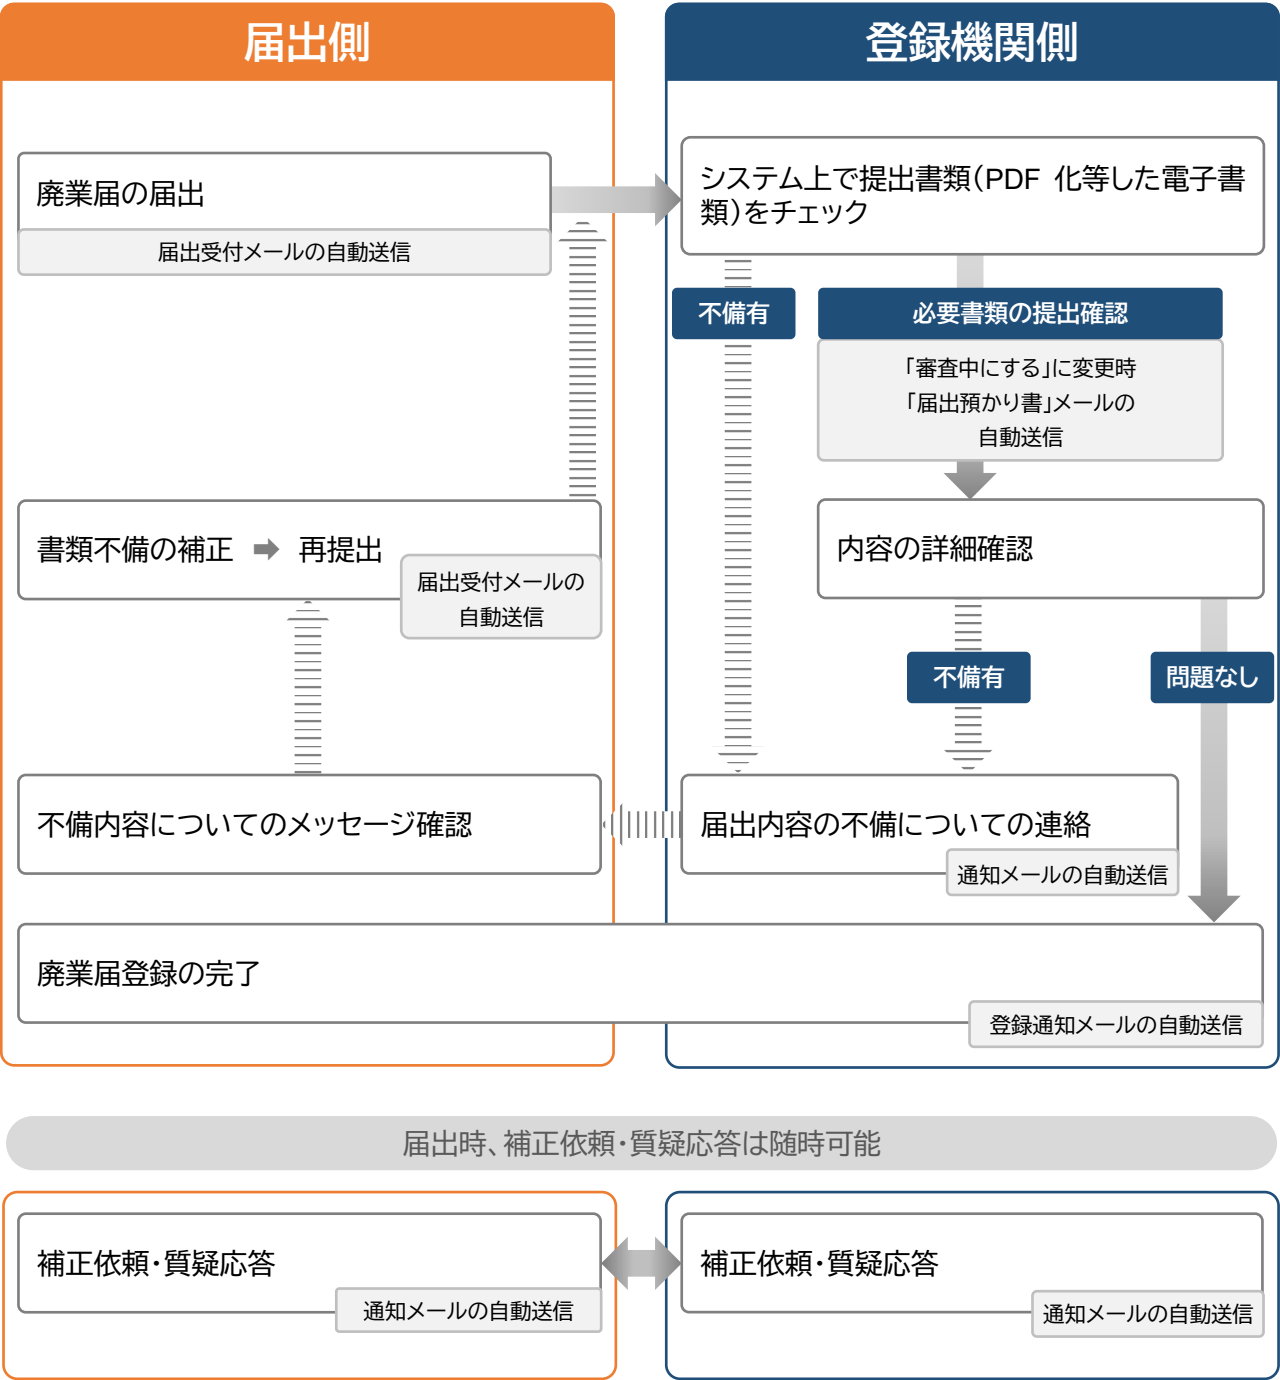 届出側
登録機関側
廃業届の届出
届出受付メールの自動送信
システム上で提出書類(PDF 化等した電子書
類)をチェック
不備有
必要書類の提出確認
「審査中にする」に変更時
「届出預かり書」メールの
自動送信
書類不備の補正 ➡ 再提出
届出受付メールの
自動送信
内容の詳細確認
不備有
問題なし
不備内容についてのメッセージ確認
届出内容の不備についての連絡
通知メールの自動送信
廃業届登録の完了
登録通知メールの自動送信
届出時、補正依頼・質疑応答は随時可能
補正依頼・質疑応答
通知メールの自動送信
補正依頼・質疑応答
通知メールの自動送信